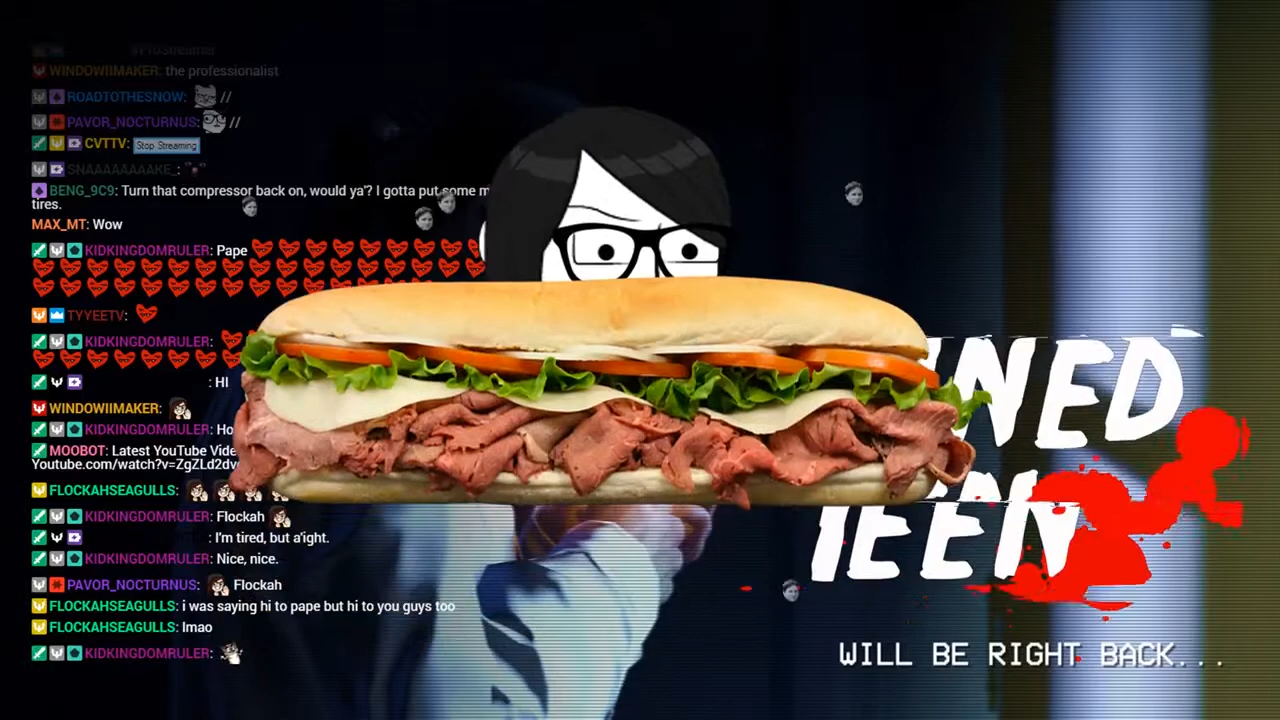 WINDOWIIMAKER: the professionalist
ROADTOTHESNOW: //
PAVOR_NOCTURNUS: //
CVTTV: Stop Streaming
SNAAAAAAAAKE_:
BENG_9C9: Turn that compressor back on, would ya'? I gotta put some m
tires.
MAX_MT: Wow
KIDKINGDOMRULER: Pape
TYYEETV:
KIDKINGDOMRULER:
: HI
WINDOWIIMAKER:
KIDKINGDOMRULER: Ho
MOOBOT: Latest YouTube Vide
Youtube.com/watch?v=ZgZLd2dv
FLOCKAHSEAGULLS:
KIDKINGDOMRULER: Flockah
: I'm tired, but a'ight.
KIDKINGDOMRULER: Nice, nice.
PAVOR_NOCTURNUS: Flockah
FLOCKAHSEAGULLS: i was saying hi to pape but hi to you guys too
FLOCKAHSEAGULLS: lmao
KIDKINGDOMRULER:
NED
TEEN
WILL BE RIGHT BACK...